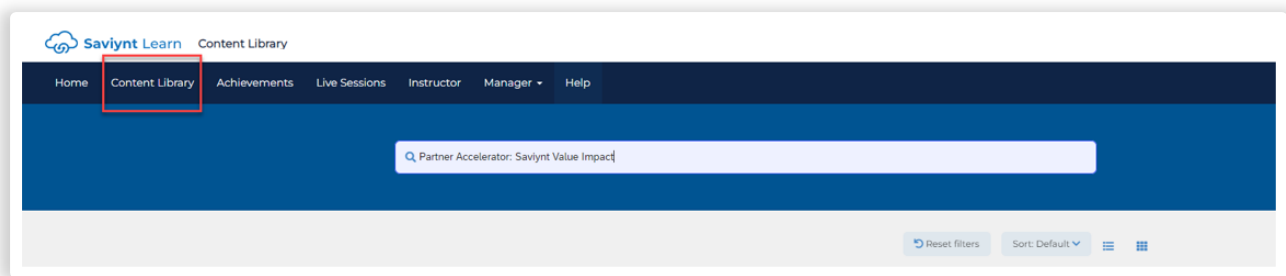 Saviynt Learn Content Library
Home Content Library Achievements Live Sessions Instructor Manager Help
Partner Accelerator: Saviynt Value Impact
Reset filters Sort: Default